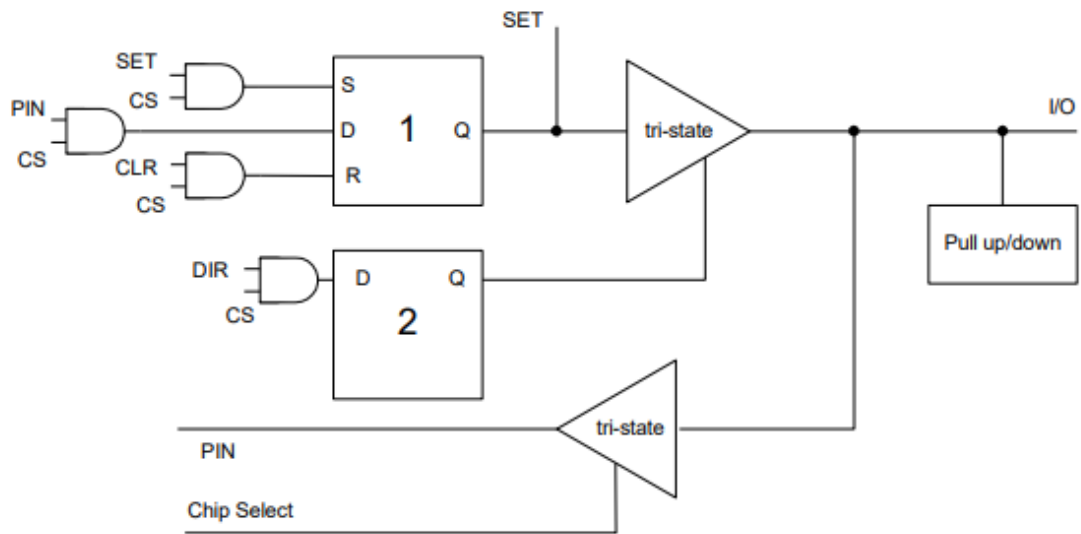 SET
SET
CS
PIN
CS
CLR
CS
S
D
R
1
Q
tri-state
I/O
Pull up/down
DIR
CS
D
Q
2
tri-state
PIN
Chip Select